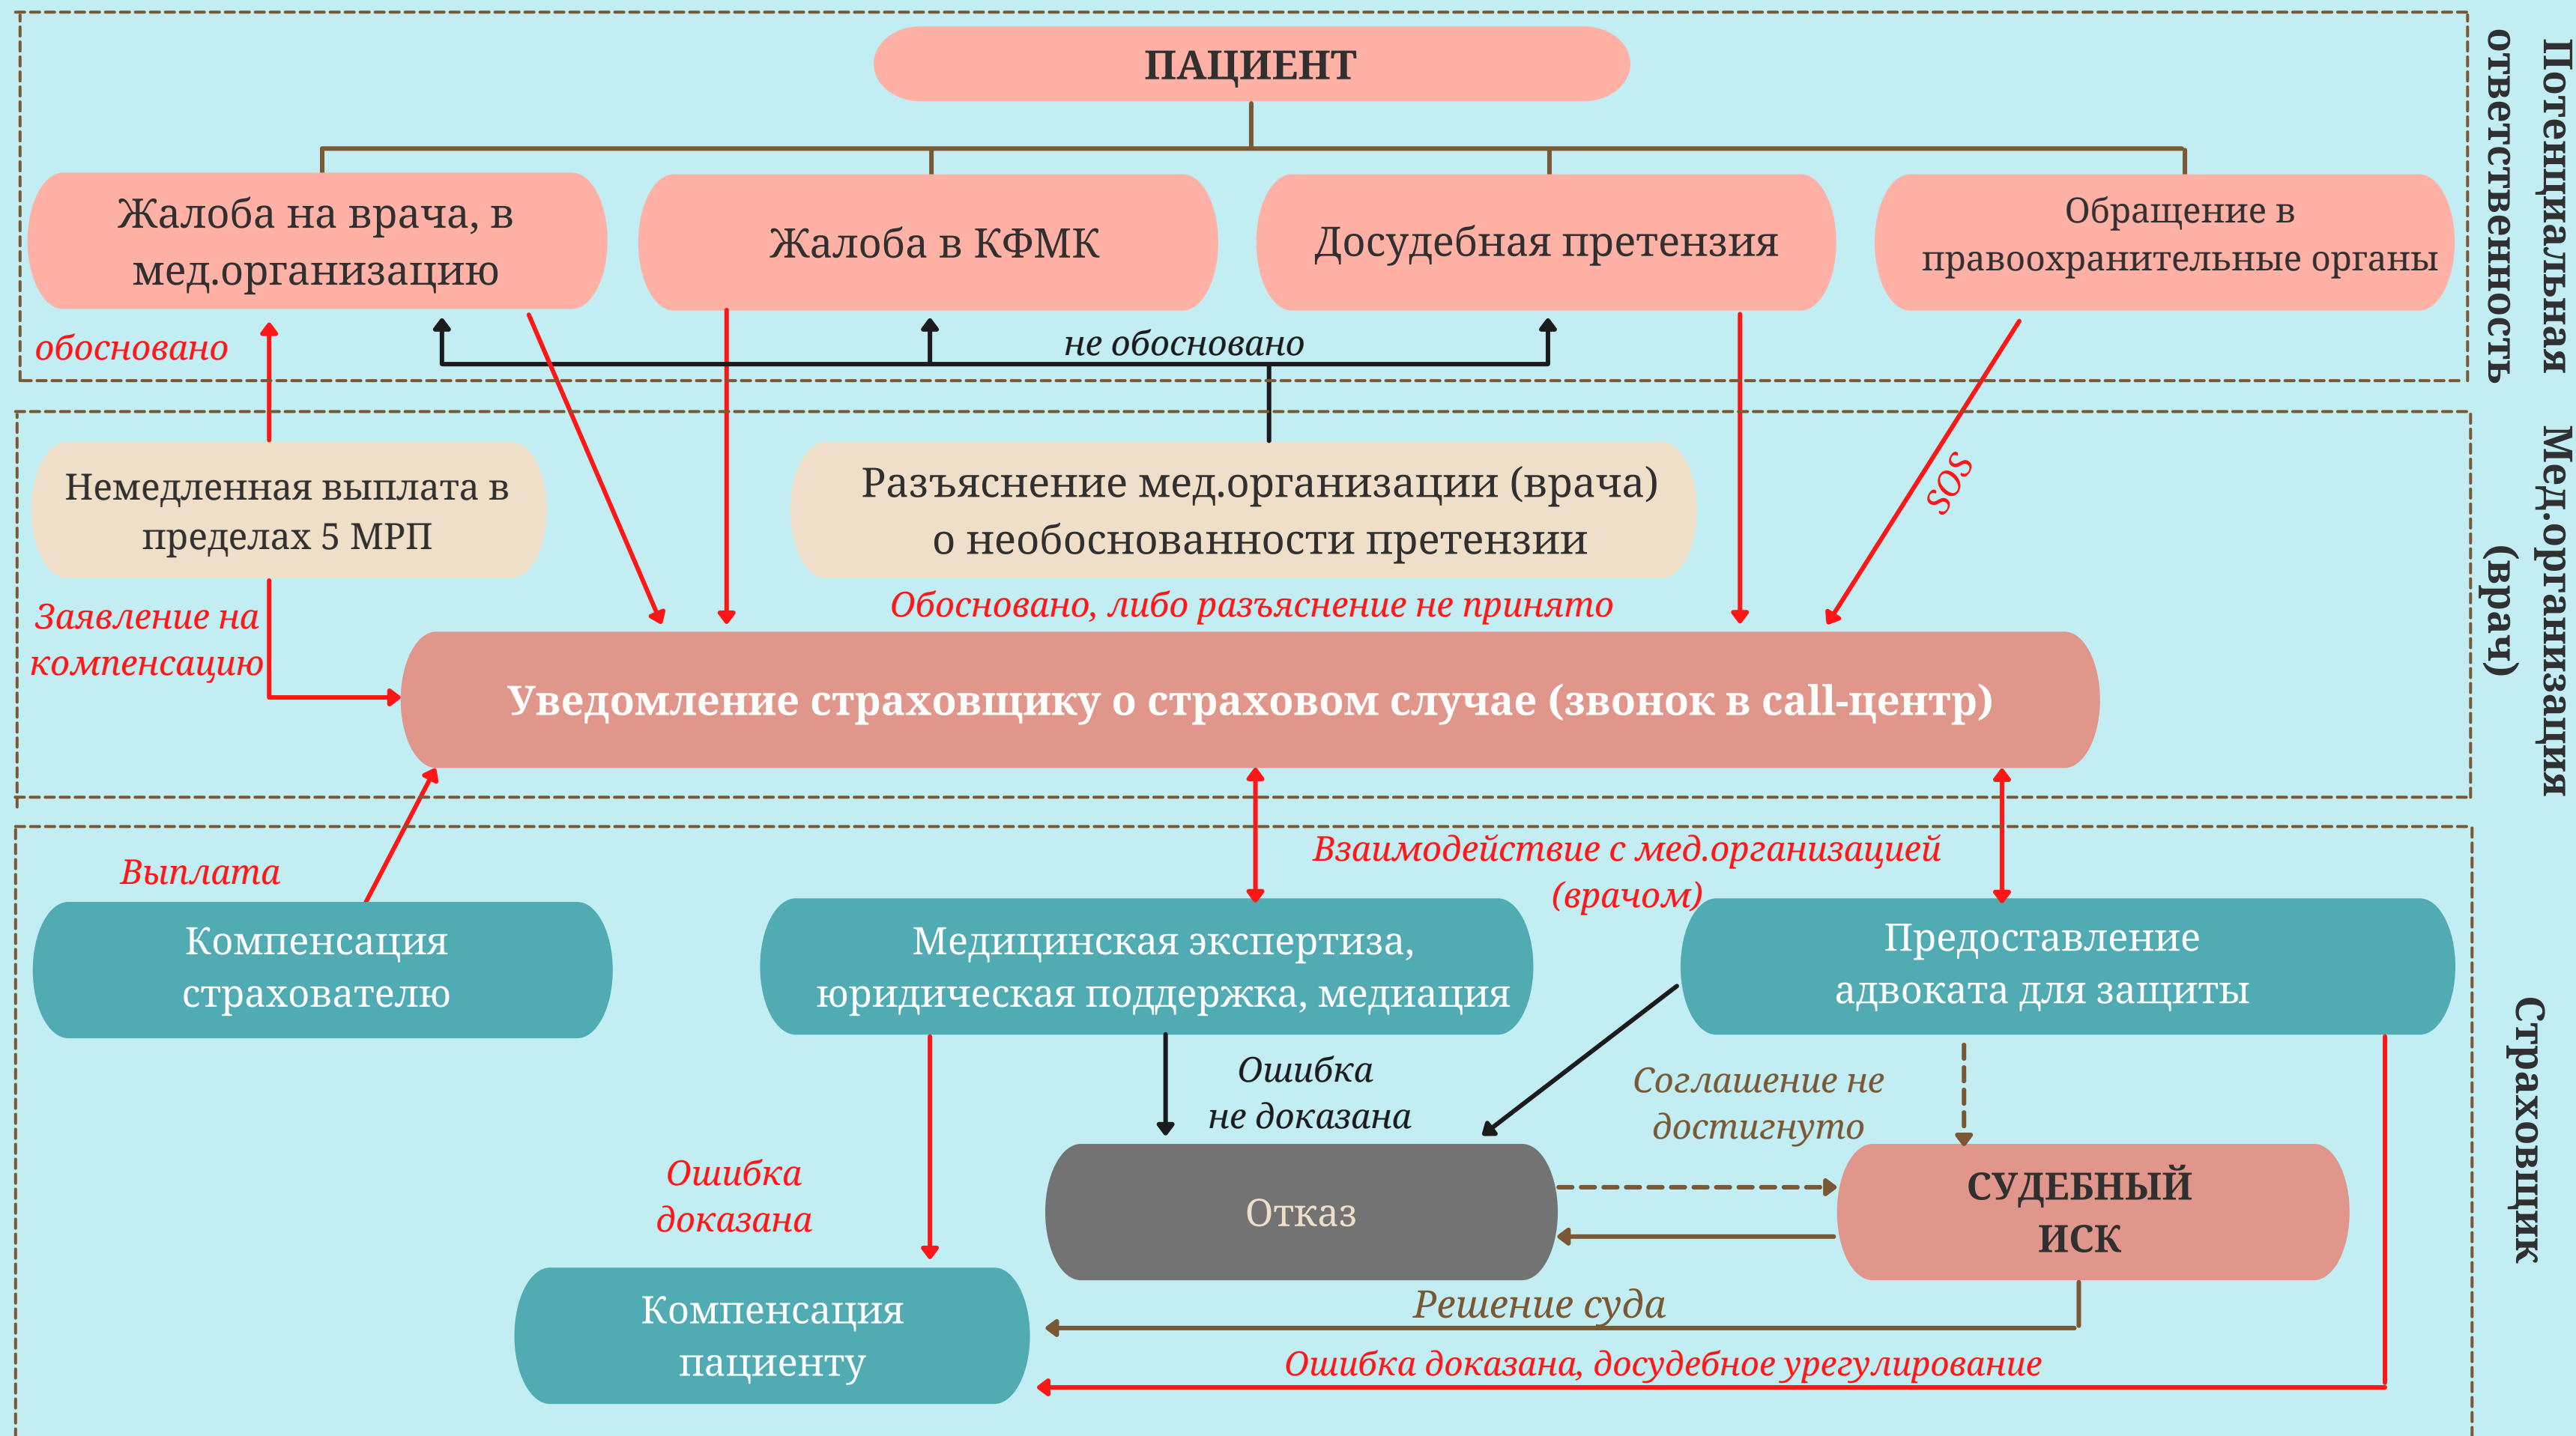 ПАЦИЕНТ
Жалоба на врача, в
мед.организацию
Жалоба в КФМК
Досудебная претензия
Обращение в
правоохранительные органы
Потенциальная
ответственность
обосновано
не обосновано
Немедленная выплата в
пределах 5 МРП
Разъяснение мед.организации (врача)
о необоснованности претензии
SOS
Мед.организация
(врач)
Заявление на
компенсацию
Обосновано, либо разъяснение не принято
Уведомление страховщику о страховом случае (звонок в call-центр)
Выплата
Взаимодействие с мед.организацией
(врачом)
Компенсация
страхователю
Медицинская экспертиза,
юридическая поддержка, медиация
Предоставление
адвоката для защиты
Страховщик
Ошибка
не доказана
Соглашение не
достигнуто
Ошибка
доказана
Отказ
СУДЕБНЫЙ
ИСК
Решение суда
Компенсация
пациенту
Ошибка доказана, досудебное урегулирование